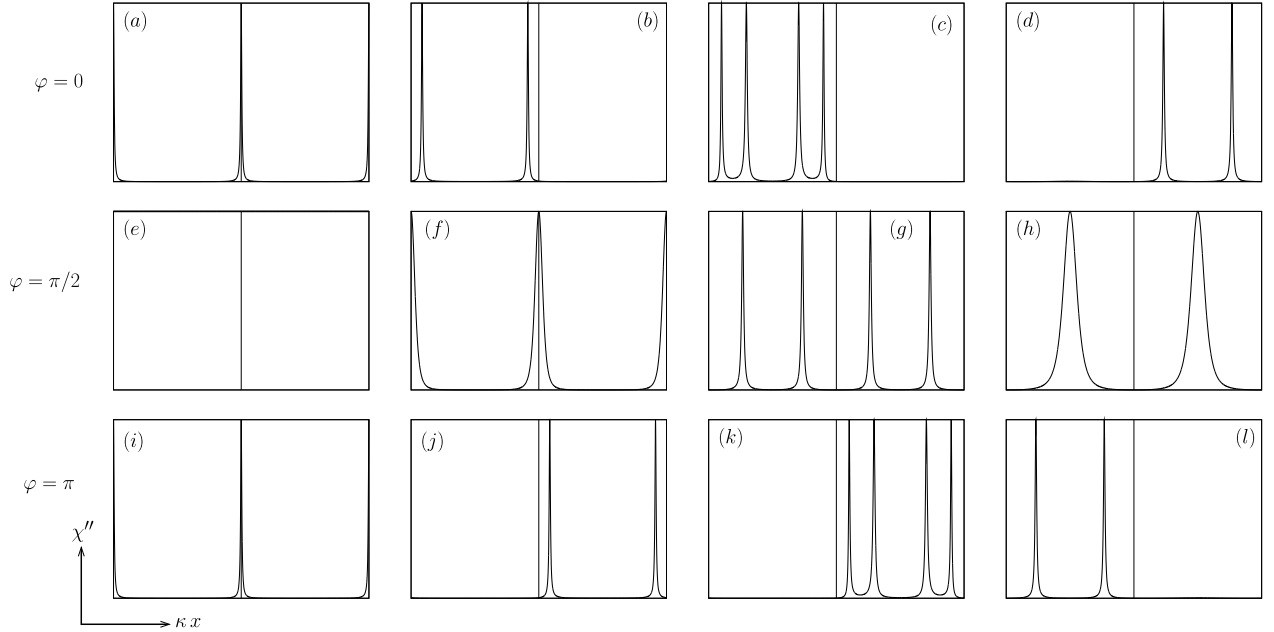 (a) (b) (c) (d)
φ = 0
(e) (f) (g) (h)
φ = π/2
(i) (j) (k) (l)
φ = π
χ″
κ x